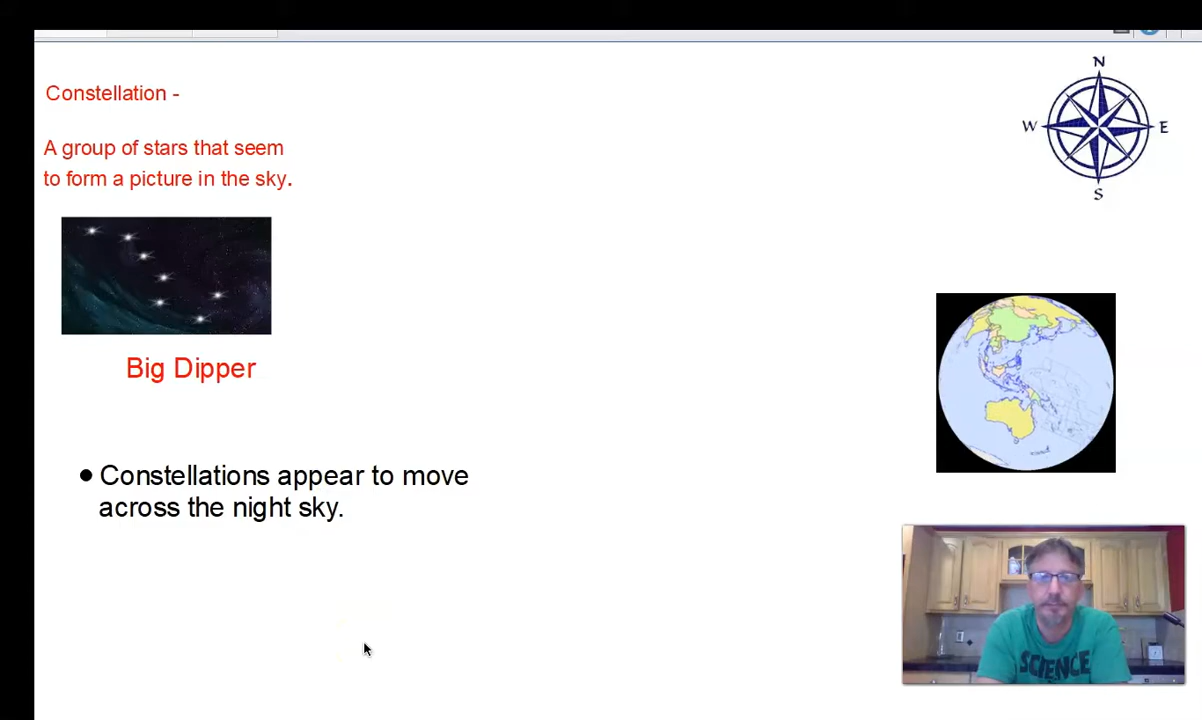 Constellation -
A group of stars that seem
to form a picture in the sky.
Big Dipper
● Constellations appear to move
across the night sky.
N
W
E
S
SCIENCE